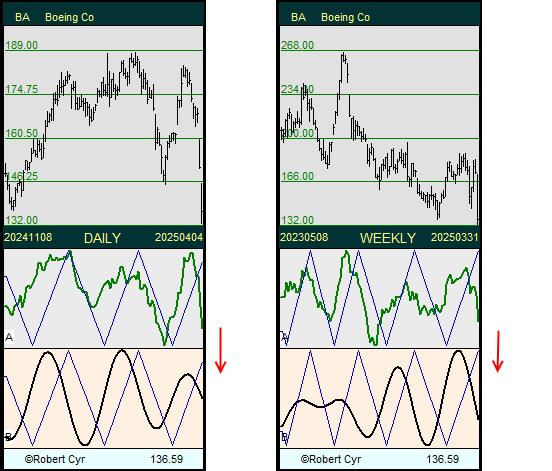 BA Boeing Co
189.00
174.75
160.50
146.25
132.00
20241108 DAILY 20250404
A
B
©Robert Cyr 136.59
BA Boeing Co
268.00
234.00
200.00
166.00
132.00
20230508 WEEKLY 20250331
A
B
©Robert Cyr 136.59